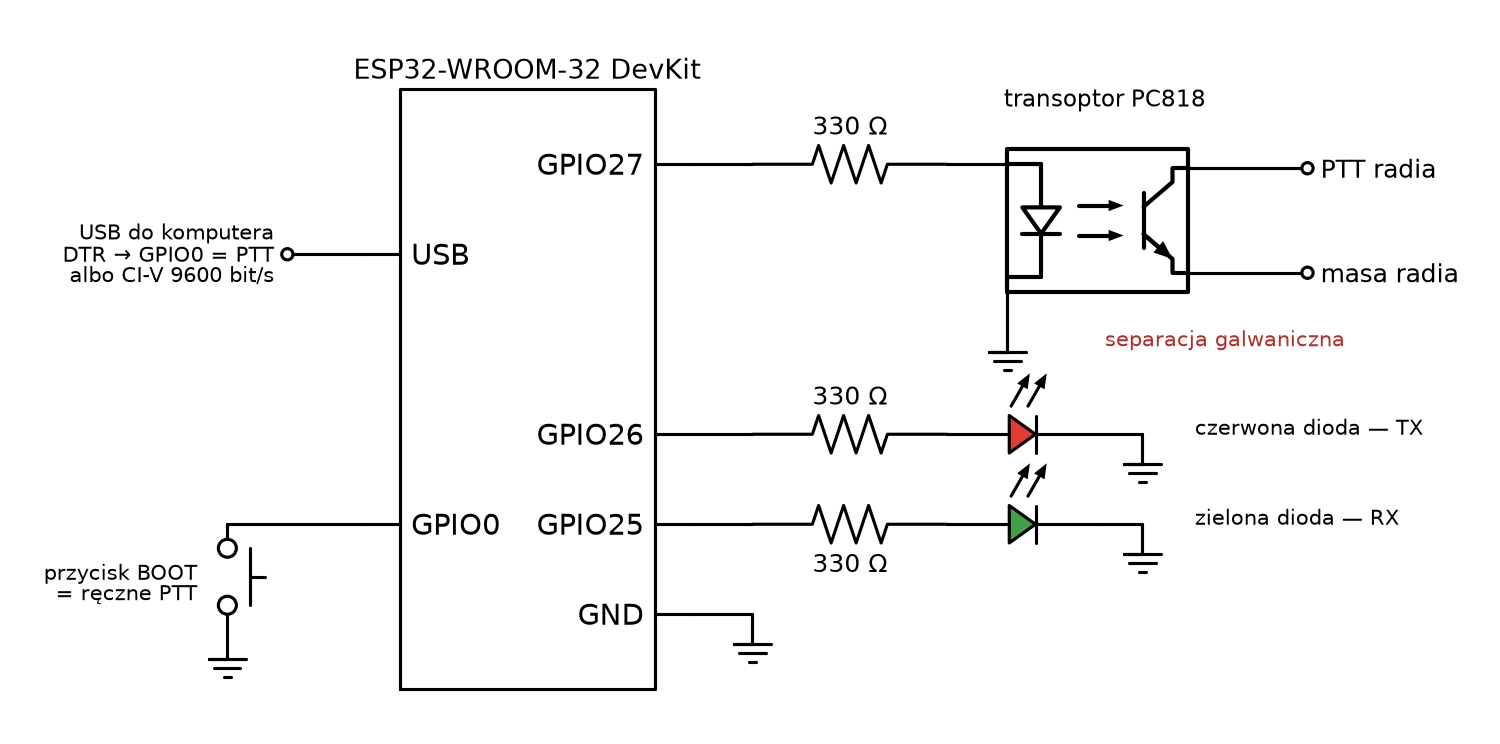 ESP32-WROOM-32 DevKit
transoptor PC818
330 Ω
GPIO27
PTT radia
USB do komputera
DTR → GPIO0 = PTT
albo CI-V 9600 bit/s
USB
masa radia
separacja galwaniczna
330 Ω
GPIO26
czerwona dioda — TX
GPIO0
GPIO25
zielona dioda — RX
330 Ω
przycisk BOOT
= ręczne PTT
GND